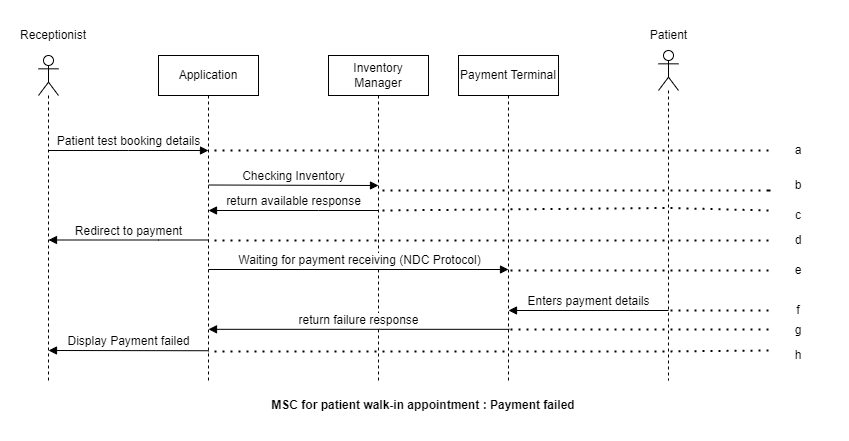 Receptionist
Patient
Application
Inventory
Manager
Payment Terminal
Patient test booking details
a
Checking Inventory
b
return available response
c
Redirect to payment
d
Waiting for payment receiving (NDC Protocol)
e
Enters payment details
f
return failure response
g
Display Payment failed
h
MSC for patient walk-in appointment : Payment failed